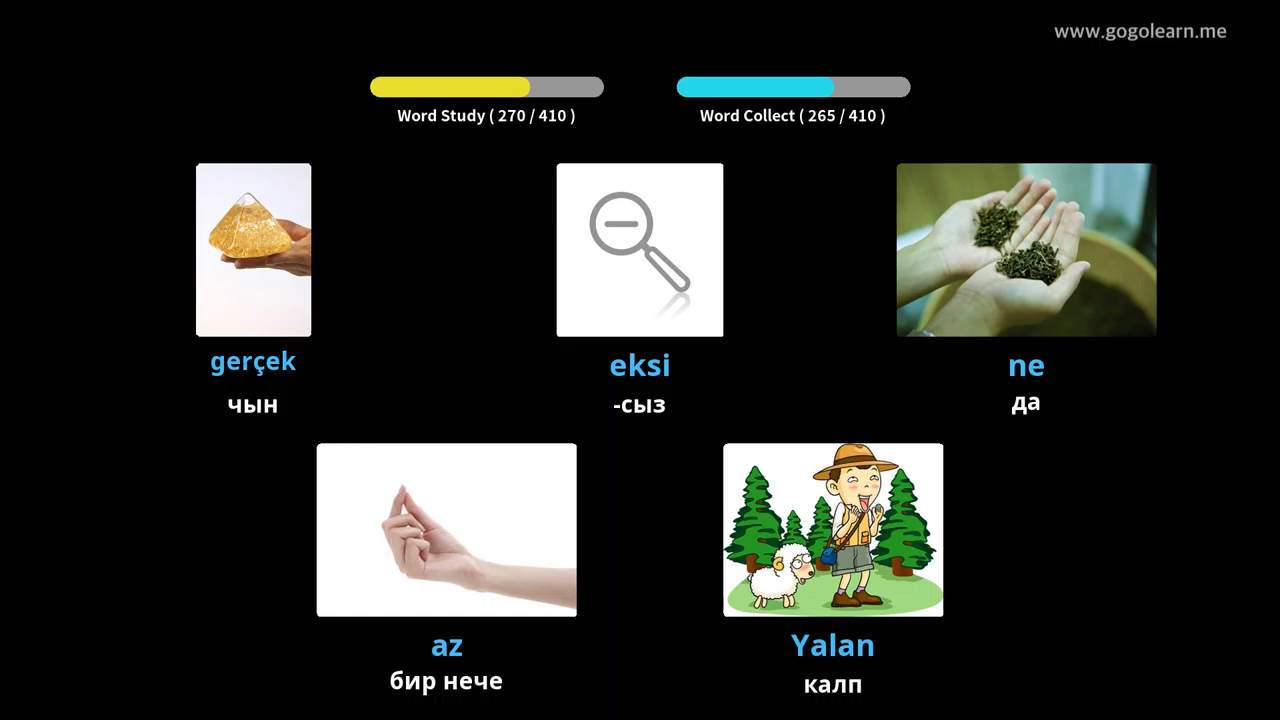 www.gogolearn.me
Word Study ( 270 / 410 )
Word Collect ( 265 / 410 )
gerçek
чын
eksi
-сыз
ne
да
az
бир нече
Yalan
калп